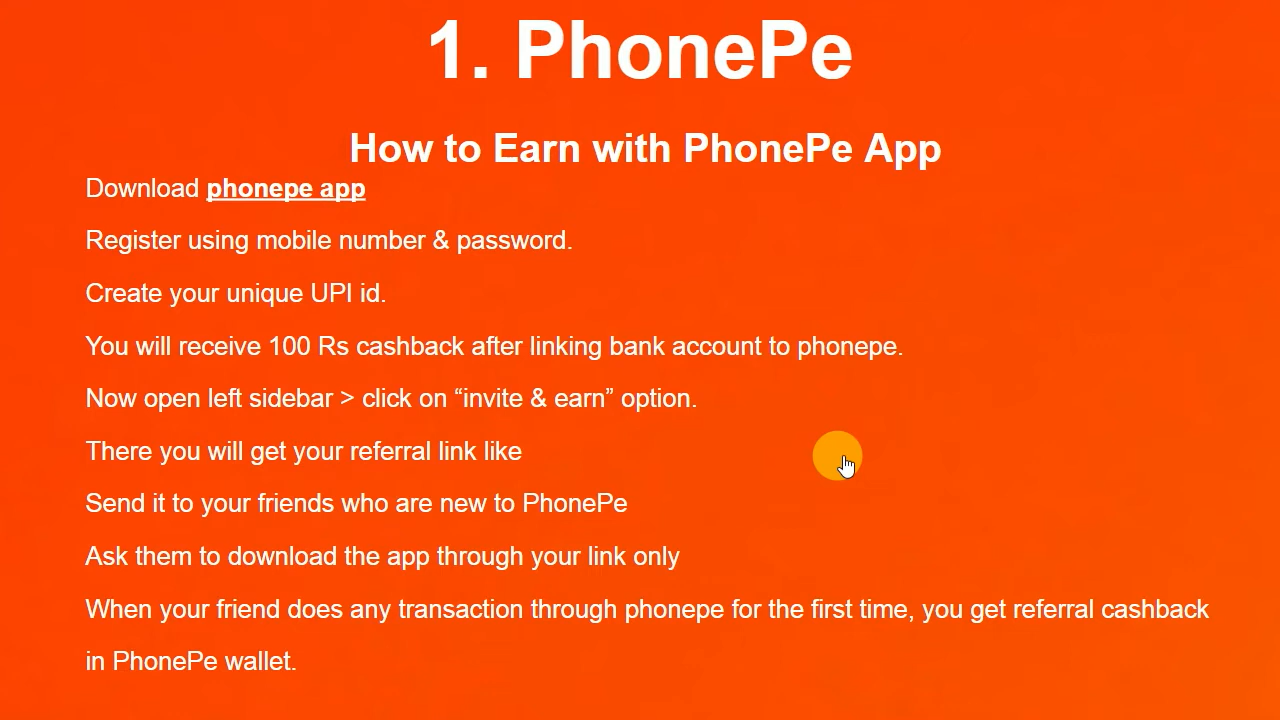 1. PhonePe
How to Earn with PhonePe App
Download phonepe app
Register using mobile number & password.
Create your unique UPI id.
You will receive 100 Rs cashback after linking bank account to phonepe.
Now open left sidebar > click on “invite & earn” option.
There you will get your referral link like
Send it to your friends who are new to PhonePe
Ask them to download the app through your link only
When your friend does any transaction through phonepe for the first time, you get referral cashback
in PhonePe wallet.